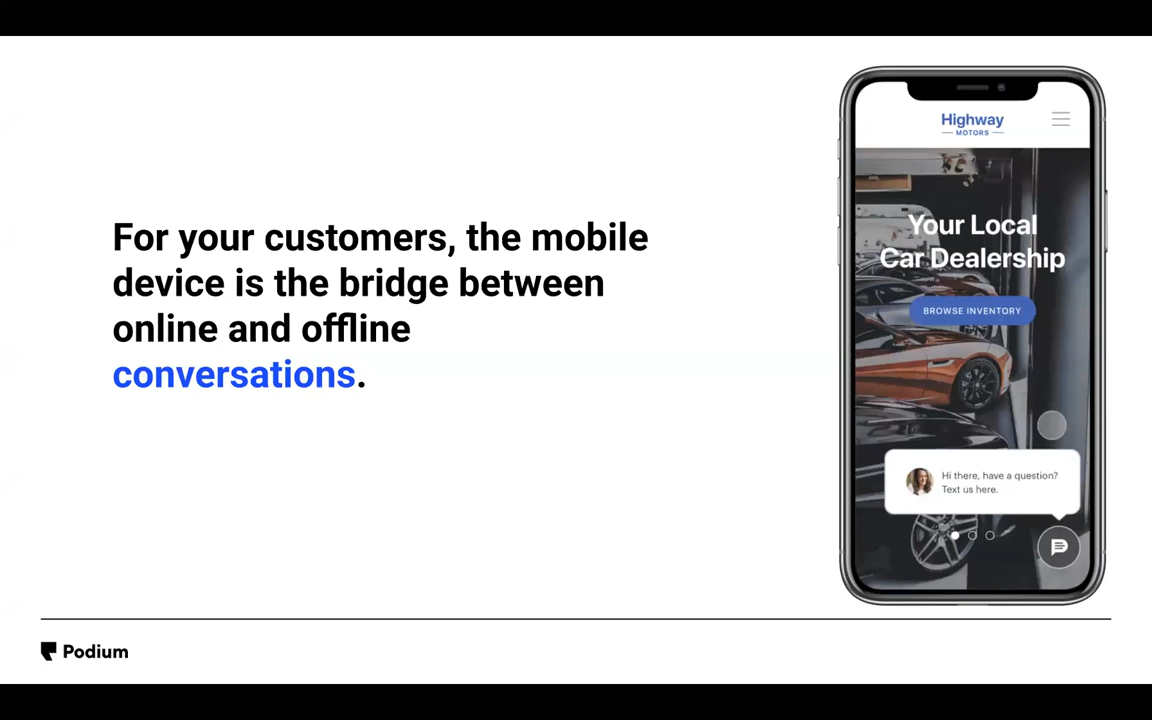 For your customers, the mobile
device is the bridge between
online and offline
conversations.
Highway
MOTORS
Your Local
Car Dealership
BROWSE INVENTORY
Hi there, have a question?
Text us here.
Podium